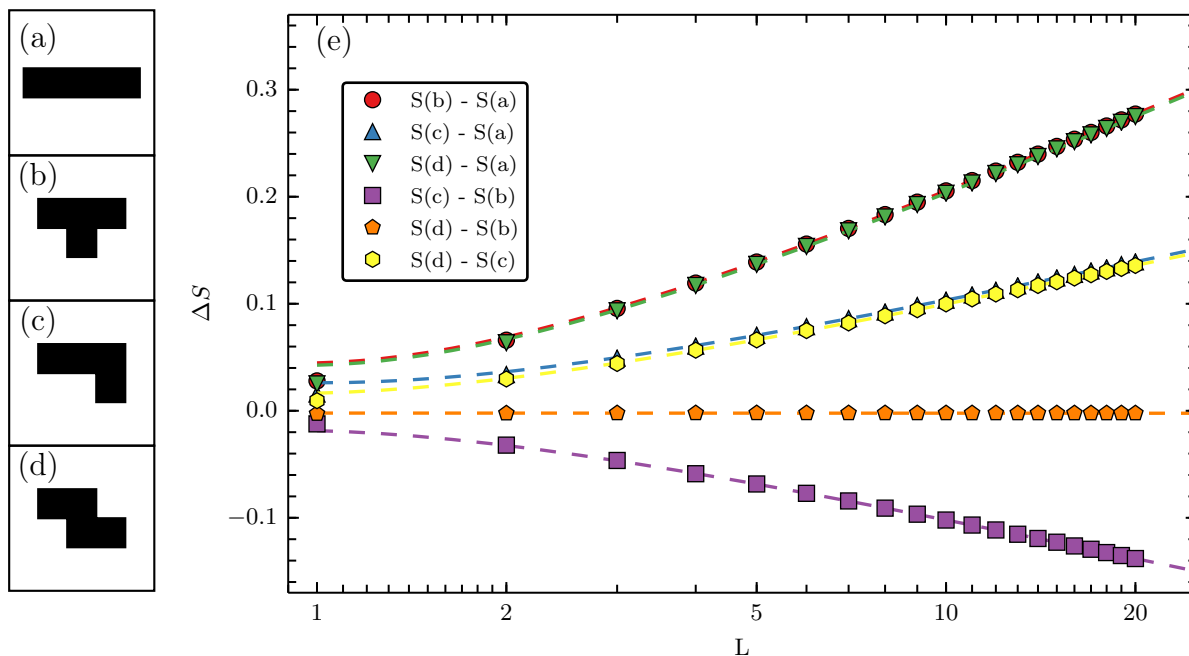 (a)
(b)
(c)
(d)
(e)
S(b) - S(a)
S(c) - S(a)
S(d) - S(a)
S(c) - S(b)
S(d) - S(b)
S(d) - S(c)
ΔS
0.3
0.2
0.1
0.0
−0.1
1 2 5 10 20
L